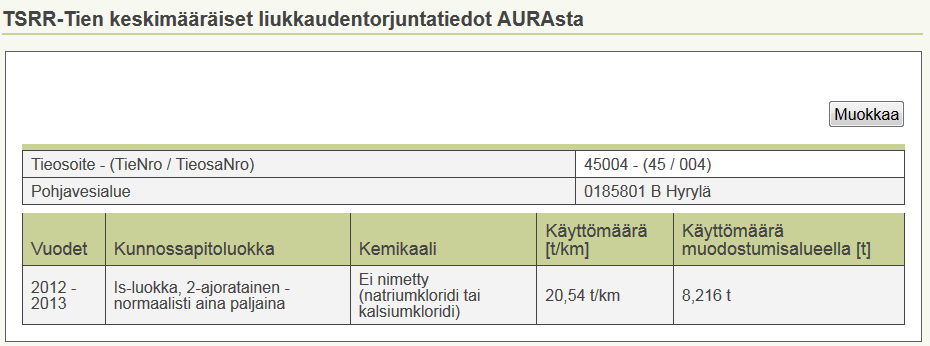 TSRR-Tien keskimääräiset liukkaudentorjuntatiedot AURAsta
Muokkaa
Tieosoite - (TieNro / TieosaNro) 45004 - (45 / 004)
Pohjavesialue 0185801 B Hyrylä
Vuodet Kunnossapitoluokka Kemikaali Käyttömäärä [t/km] Käyttömäärä muodostumisalueella [t]
2012 - 2013 Is-luokka, 2-ajoratainen - normaalisti aina paljaina Ei nimetty (natriumkloridi tai kalsiumkloridi) 20,54 t/km 8,216 t